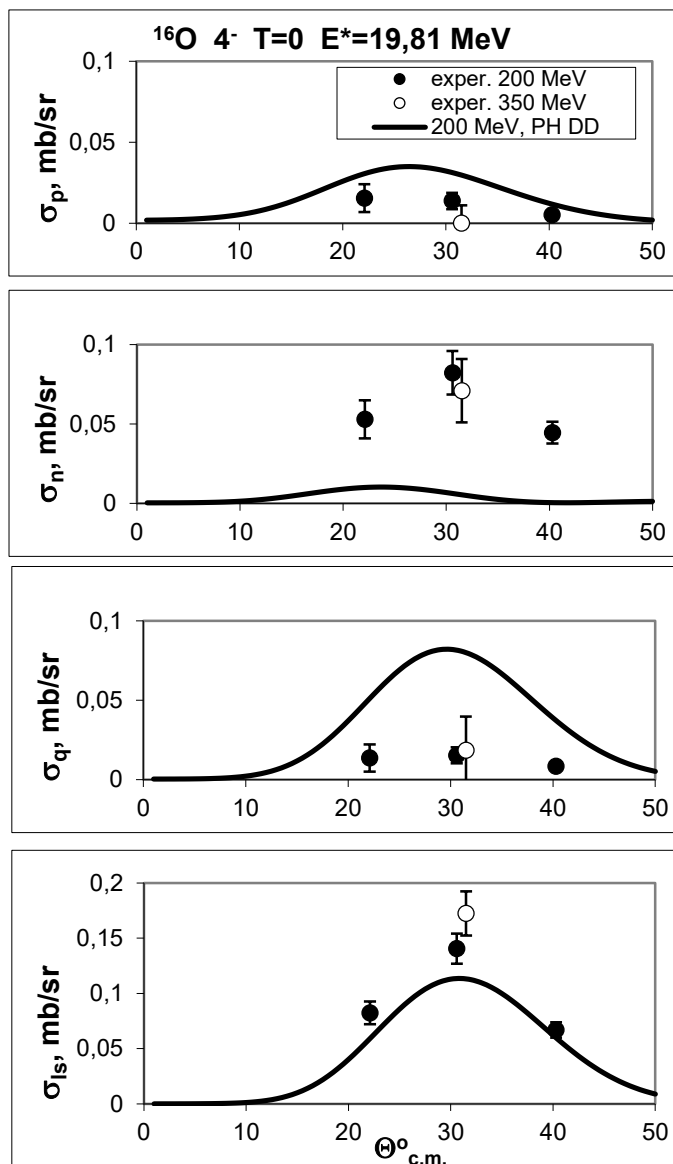 ¹⁶O 4⁻ T=0 E*=19,81 MeV
exper. 200 MeV
exper. 350 MeV
200 MeV, PH DD
σp, mb/sr
0,1
0,05
0
0 10 20 30 40 50
σn, mb/sr
0,1
0,05
0
0 10 20 30 40 50
σq, mb/sr
0,1
0,05
0
0 10 20 30 40 50
σls, mb/sr
0,2
0,15
0,1
0,05
0
0 10 20 30 40 50
Θ°c.m.